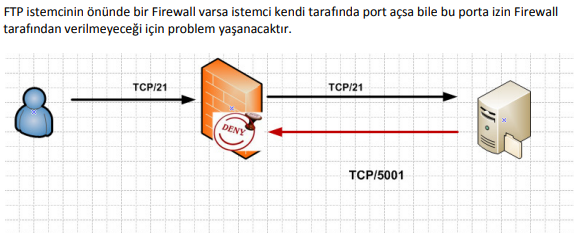 FTP istemcinin önünde bir Firewall varsa istemci kendi tarafında port açsa bile bu porta izin Firewall
tarafından verilmeyeceği için problem yaşanacaktır.
TCP/21
TCP/21
DENY
TCP/5001